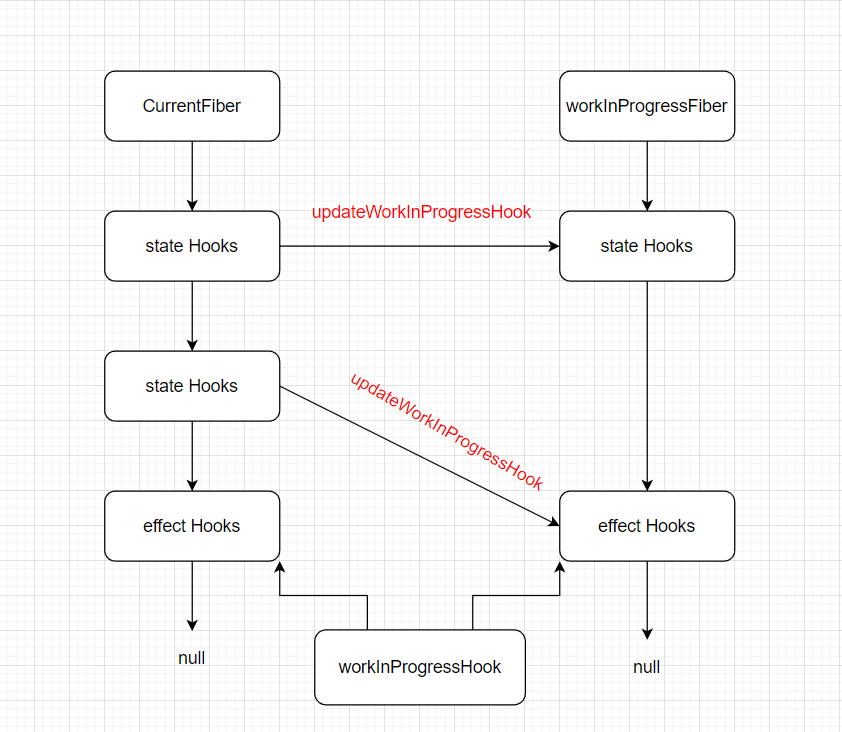 CurrentFiber
workInProgressFiber
updateWorkInProgressHook
state Hooks
state Hooks
state Hooks
updateWorkInProgressHook
effect Hooks
effect Hooks
null
workInProgressHook
null